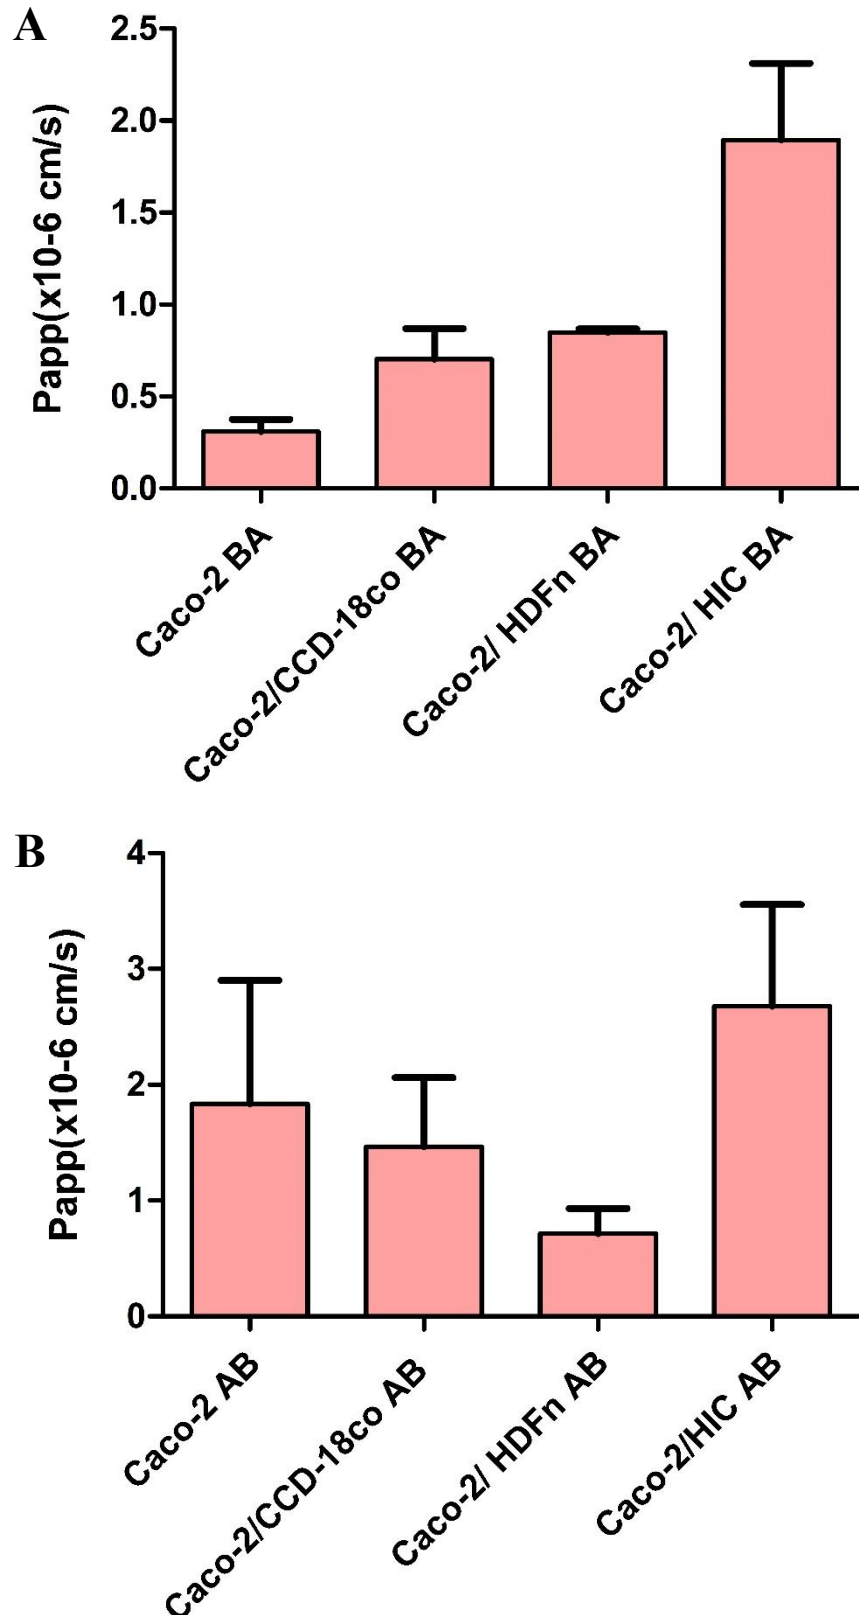 A
Papp(x10-6 cm/s)
2.5
2.0
1.5
1.0
0.5
0.0
Caco-2 BA
Caco-2/CCD-18co BA
Caco-2/ HDFn BA
Caco-2/ HIC BA
B
Papp(x10-6 cm/s)
4
3
2
1
0
Caco-2 AB
Caco-2/CCD-18co AB
Caco-2/ HDFn AB
Caco-2/HIC AB